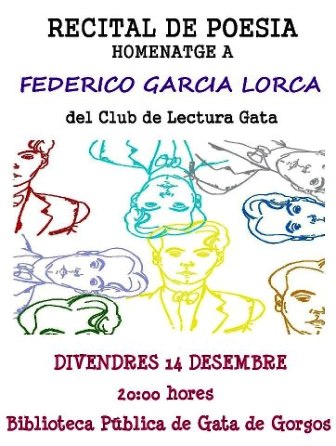 RECITAL DE POESIA
HOMENATGE A
FEDERICO GARCIA LORCA
del Club de Lectura Gata
DIVENDRES 14 DESEMBRE
20:00 hores
Biblioteca Pública de Gata de Gorgos